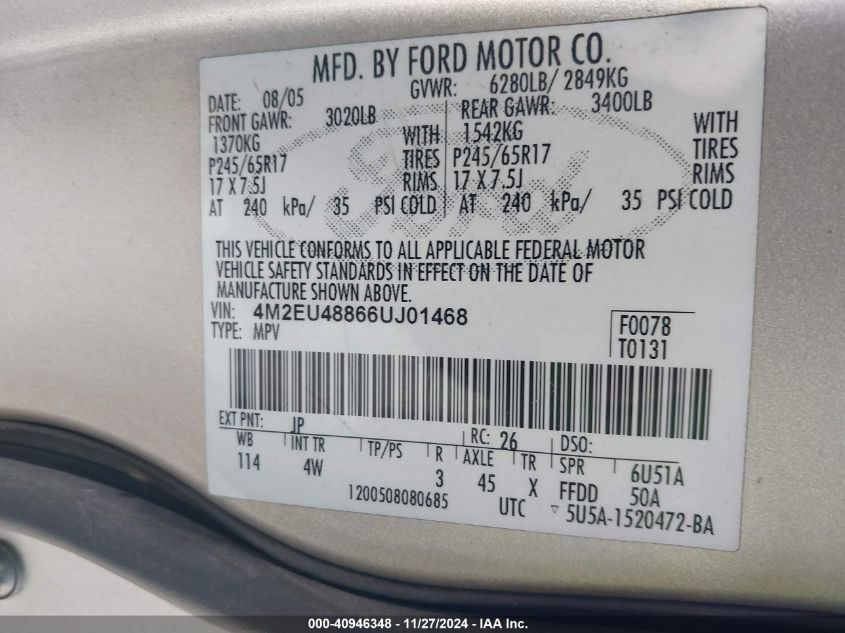 MFD. BY FORD MOTOR CO.
DATE: 08/05 GVWR: 6280LB/ 2849KG
FRONT GAWR: 3020LB REAR GAWR: 3400LB
1370KG WITH 1542KG WITH
P245/65R17 TIRES P245/65R17 TIRES
17 X 7.5J RIMS 17 X 7.5J RIMS
AT 240 kPa/ 35 PSI COLD AT 240 kPa/ 35 PSI COLD
THIS VEHICLE CONFORMS TO ALL APPLICABLE FEDERAL MOTOR
VEHICLE SAFETY STANDARDS IN EFFECT ON THE DATE OF
MANUFACTURE SHOWN ABOVE.
VIN: 4M2EU48866UJ01468
TYPE: MPV
F0078
T0131
EXT PNT: JP RC: 26 DSO:
WB INT TR TP/PS R AXLE TR SPR 6U51A
114 4W 3 45 X FFDD 50A
1200508080685 UTC ▽ 5U5A-1520472-BA
000-40946348 - 11/27/2024 - IAA Inc.